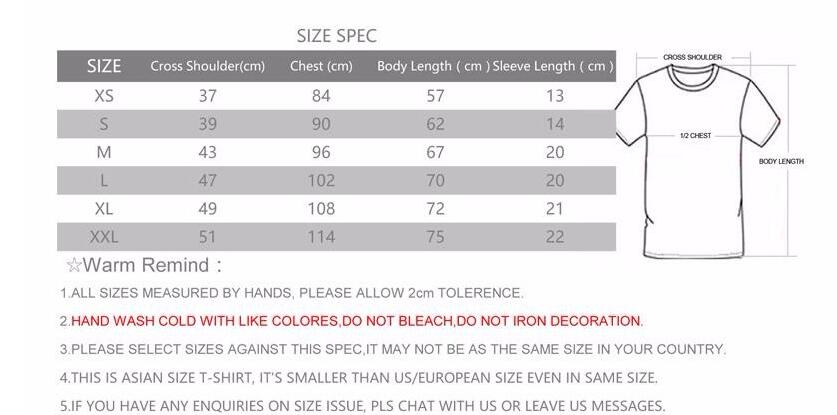 SIZE SPEC
SIZE Cross Shoulder(cm) Chest (cm) Body Length ( cm ) Sleeve Length ( cm )
XS 37 84 57 13
S 39 90 62 14
M 43 96 67 20
L 47 102 70 20
XL 49 108 72 21
XXL 51 114 75 22
CROSS SHOULDER
1/2 CHEST
BODY LENGTH
☆Warm Remind :
1.ALL SIZES MEASURED BY HANDS, PLEASE ALLOW 2cm TOLERENCE.
2.HAND WASH COLD WITH LIKE COLORES,DO NOT BLEACH,DO NOT IRON DECORATION.
3.PLEASE SELECT SIZES AGAINST THIS SPEC,IT MAY NOT BE AS THE SAME SIZE IN YOUR COUNTRY.
4.THIS IS ASIAN SIZE T-SHIRT, IT'S SMALLER THAN US/EUROPEAN SIZE EVEN IN SAME SIZE.
5.IF YOU HAVE ANY ENQUIRIES ON SIZE ISSUE, PLS CHAT WITH US OR LEAVE US MESSAGES.